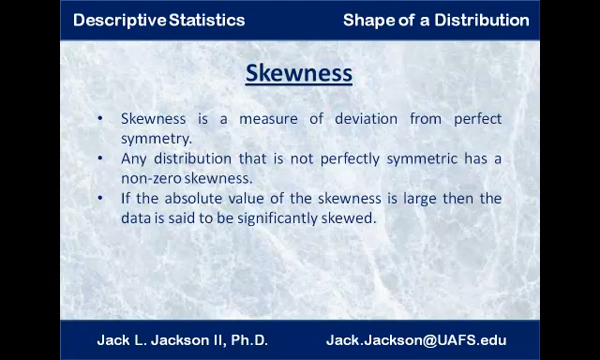 Descriptive Statistics
Shape of a Distribution
Skewness
• Skewness is a measure of deviation from perfect
symmetry.
• Any distribution that is not perfectly symmetric has a
non-zero skewness.
• If the absolute value of the skewness is large then the
data is said to be significantly skewed.
Jack L. Jackson II, Ph.D.
Jack.Jackson@UAFS.edu